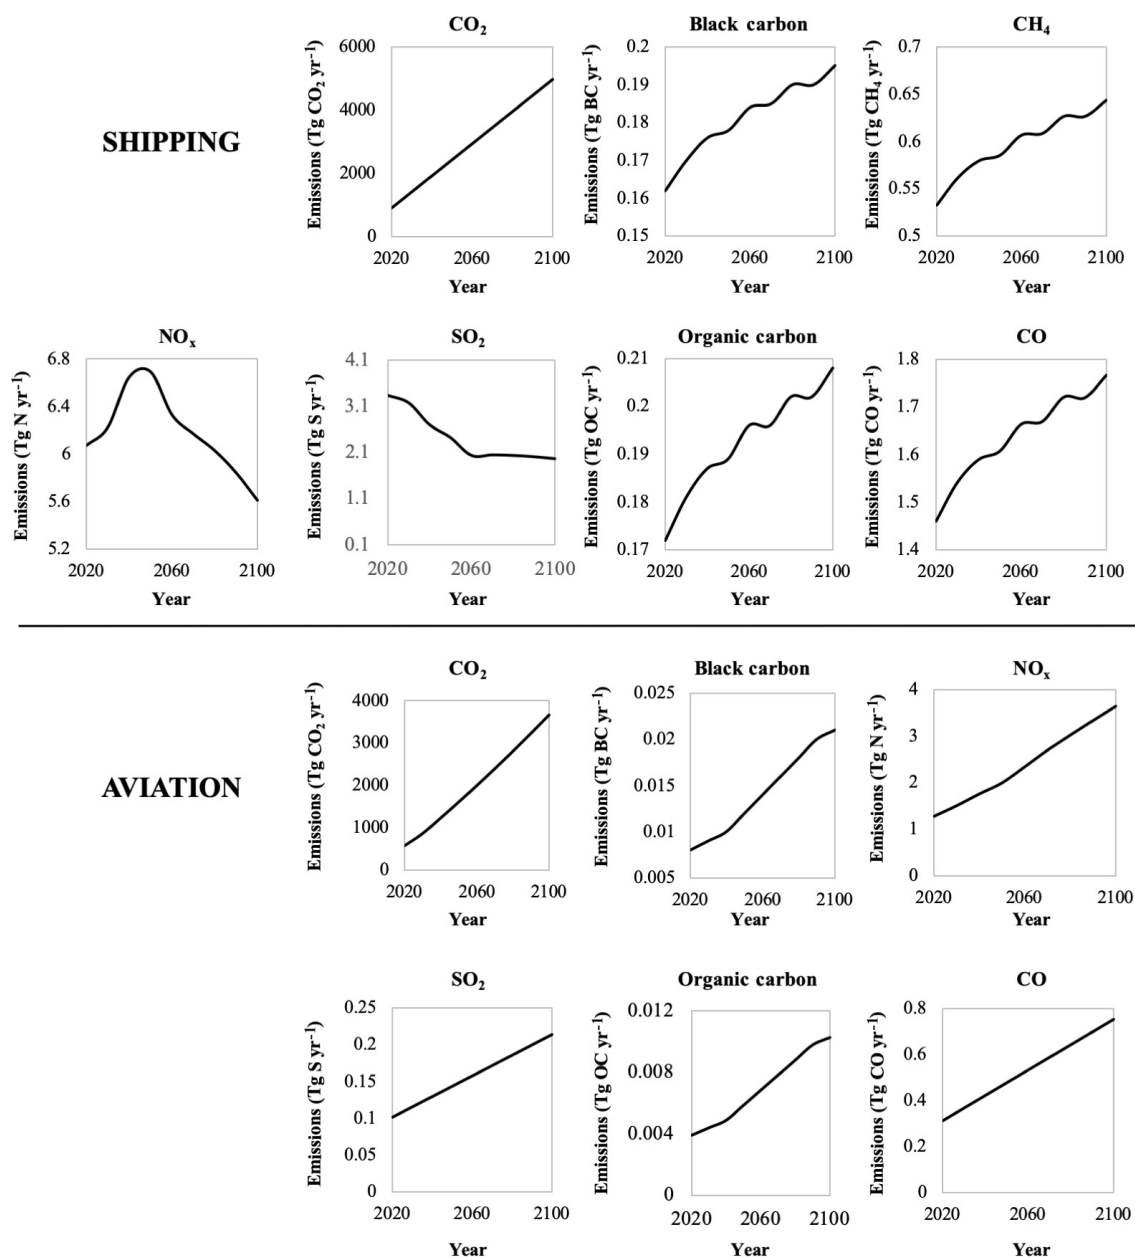 SHIPPING
CO₂
Emissions (Tg CO₂ yr⁻¹)
6000
4000
2000
0
2020 2060 2100
Year
Black carbon
Emissions (Tg BC yr⁻¹)
0.2
0.19
0.18
0.17
0.16
0.15
2020 2060 2100
Year
CH₄
Emissions (Tg CH₄ yr⁻¹)
0.7
0.65
0.6
0.55
0.5
2020 2060 2100
Year
NOₓ
Emissions (Tg N yr⁻¹)
6.8
6.4
6
5.6
5.2
2020 2060 2100
Year
SO₂
Emissions (Tg S yr⁻¹)
4.1
3.1
2.1
1.1
0.1
2020 2060 2100
Year
Organic carbon
Emissions (Tg OC yr⁻¹)
0.21
0.2
0.19
0.18
0.17
2020 2060 2100
Year
CO
Emissions (Tg CO yr⁻¹)
1.8
1.7
1.6
1.5
1.4
2020 2060 2100
Year
AVIATION
CO₂
Emissions (Tg CO₂ yr⁻¹)
4000
3000
2000
1000
0
2020 2060 2100
Year
Black carbon
Emissions (Tg BC yr⁻¹)
0.025
0.02
0.015
0.01
0.005
2020 2060 2100
Year
NOₓ
Emissions (Tg N yr⁻¹)
4
3
2
1
0
2020 2060 2100
Year
SO₂
Emissions (Tg S yr⁻¹)
0.25
0.2
0.15
0.1
0.05
0
2020 2060 2100
Year
Organic carbon
Emissions (Tg OC yr⁻¹)
0.012
0.008
0.004
0
2020 2060 2100
Year
CO
Emissions (Tg CO yr⁻¹)
0.8
0.6
0.4
0.2
0
2020 2060 2100
Year